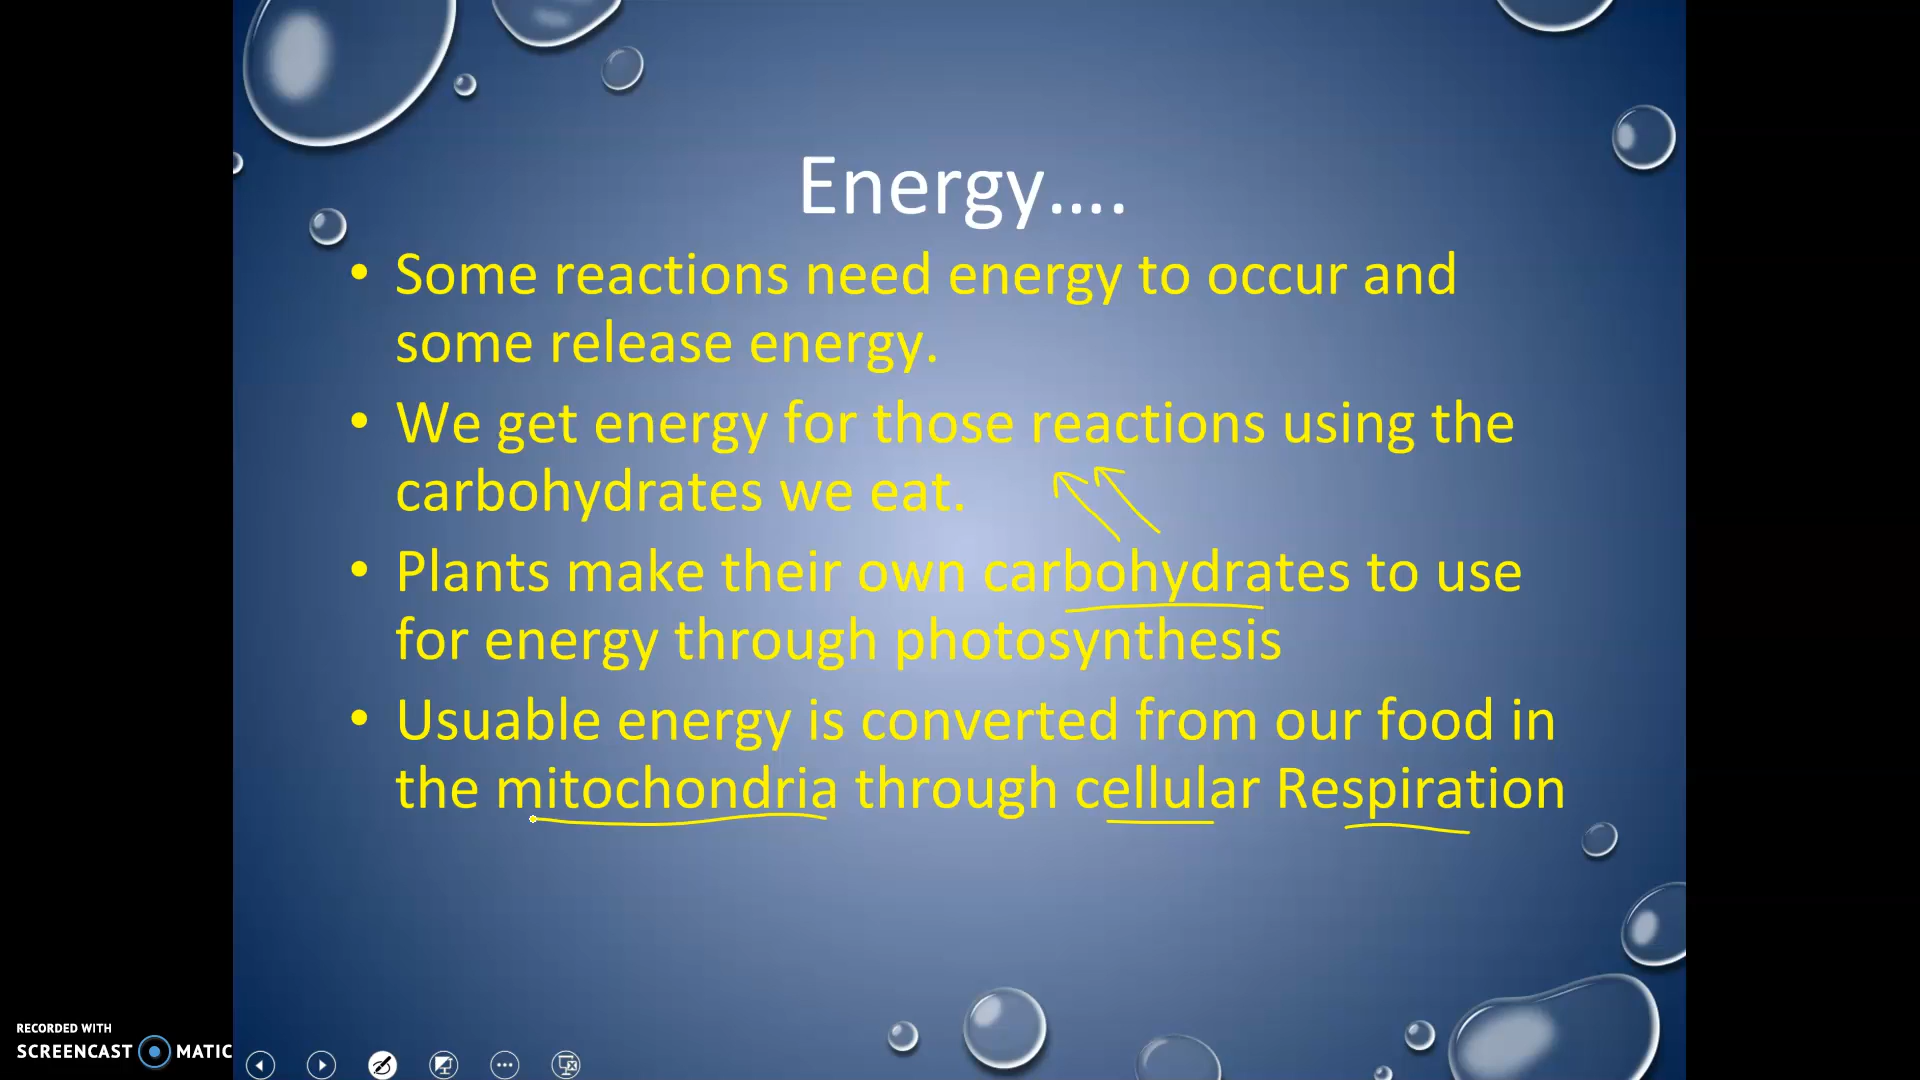 Energy....
• Some reactions need energy to occur and
some release energy.
• We get energy for those reactions using the
carbohydrates we eat.
• Plants make their own carbohydrates to use
for energy through photosynthesis
• Usuable energy is converted from our food in
the mitochondria through cellular Respiration
RECORDED WITH
SCREENCAST MATIC